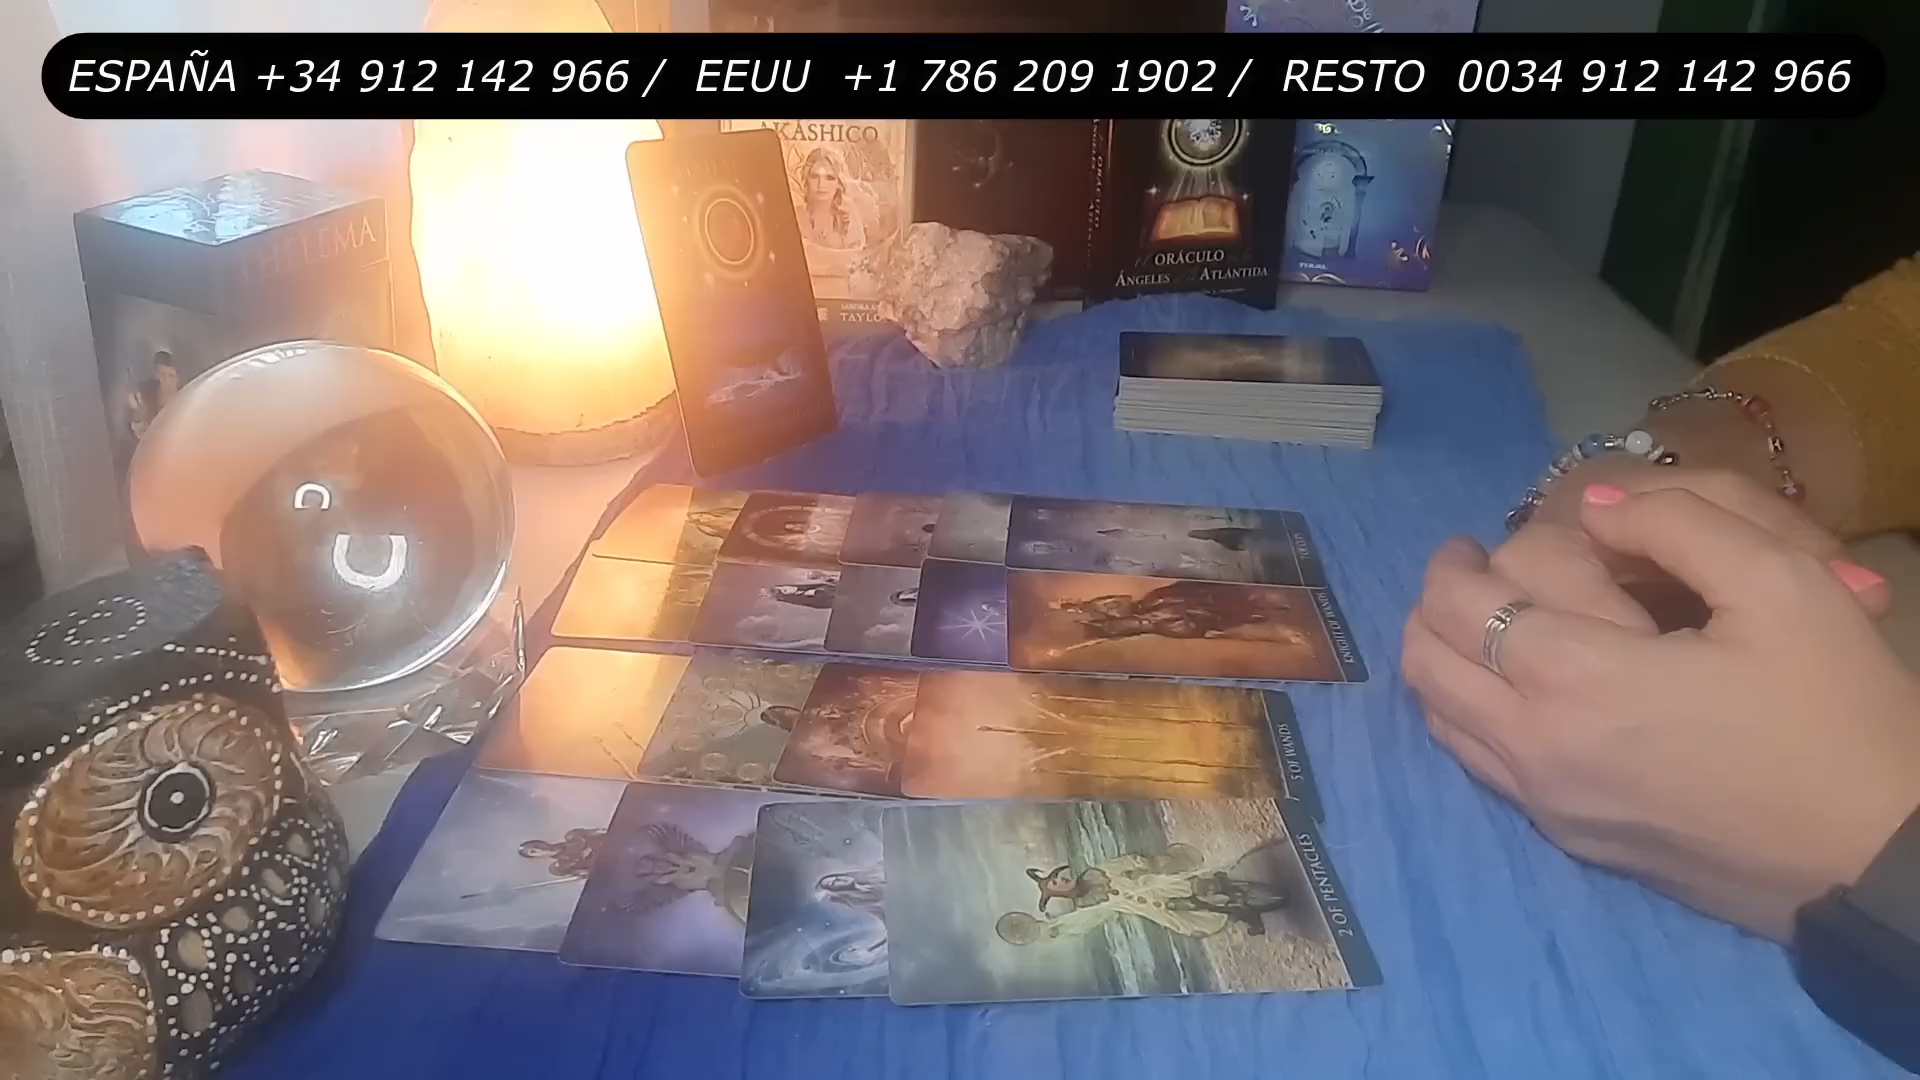 ESPAÑA +34 912 142 966 / EEUU +1 786 209 1902 / RESTO 0034 912 142 966
AKÁSHICO
THELEMA
ORÁCULO
ÁNGELES
ATLÁNTIDA
TAYLOR
KNIGHT OF WANDS
5 OF WANDS
2 OF PENTACLES